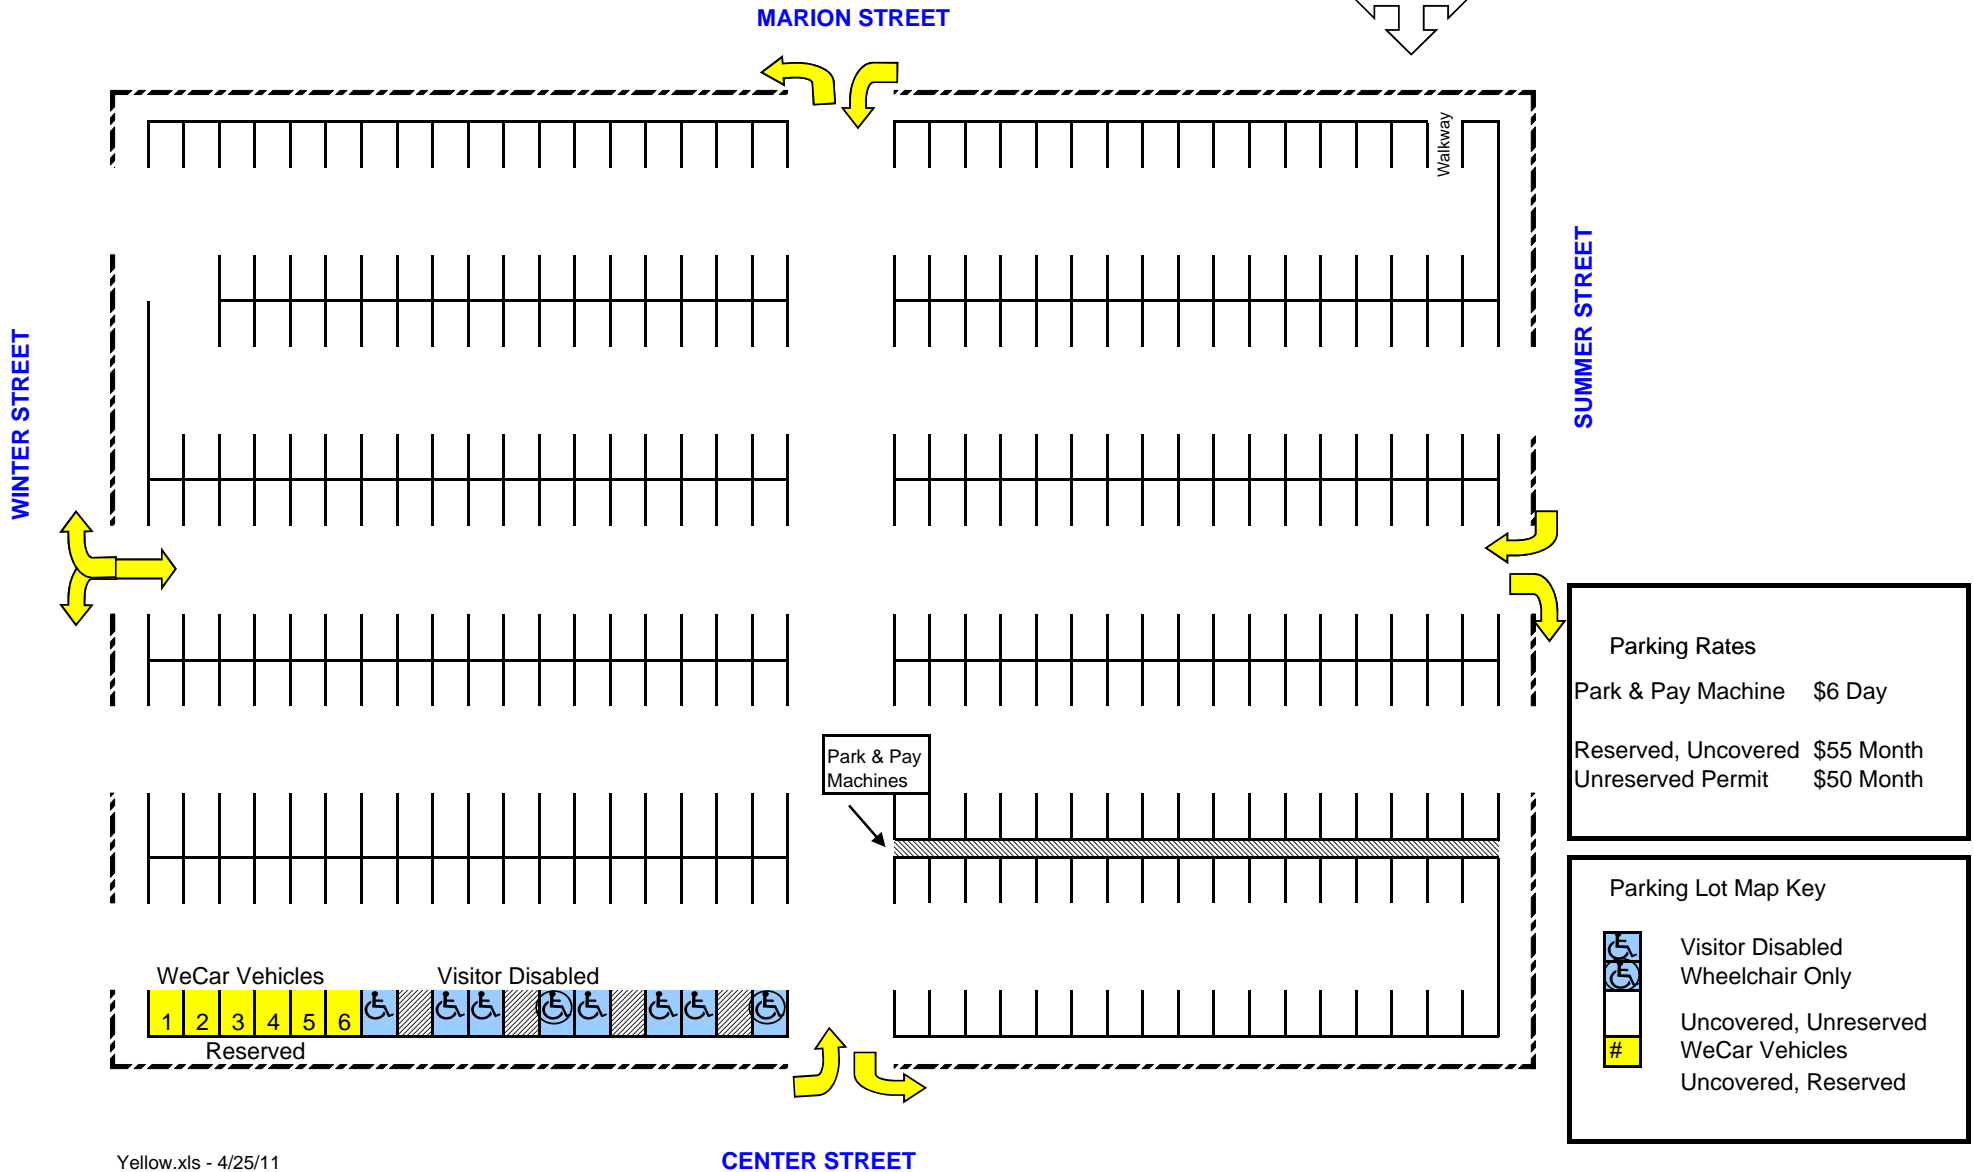 MARION STREET
Walkway
WINTER STREET
SUMMER STREET
Park & Pay
Machines
Parking Rates
Park & Pay Machine $6 Day
Reserved, Uncovered $55 Month
Unreserved Permit $50 Month
Parking Lot Map Key
Visitor Disabled
Wheelchair Only
Uncovered, Unreserved
# WeCar Vehicles
Uncovered, Reserved
WeCar Vehicles Visitor Disabled
1 2 3 4 5 6
Reserved
Yellow.xls - 4/25/11
CENTER STREET